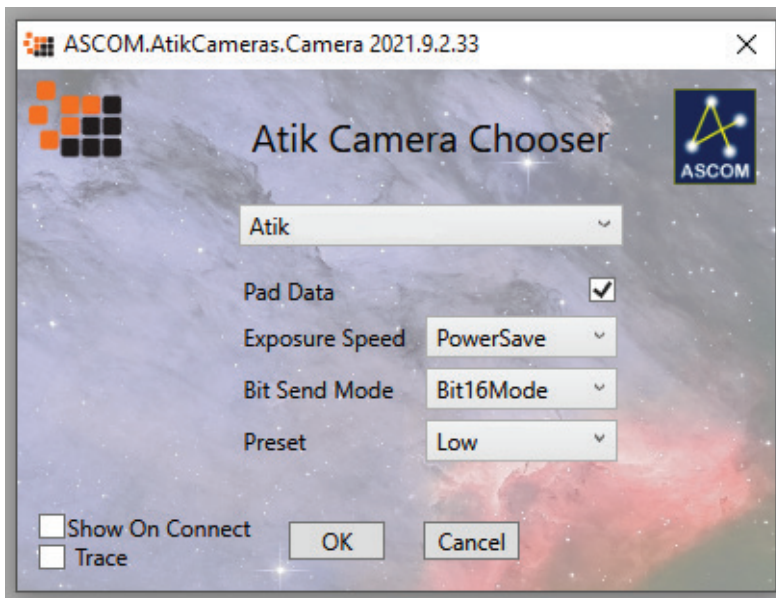 ASCOM.AtikCameras.Camera 2021.9.2.33
Atik Camera Chooser
ASCOM
Atik
Pad Data
Exposure Speed PowerSave
Bit Send Mode Bit16Mode
Preset Low
Show On Connect OK Cancel
Trace